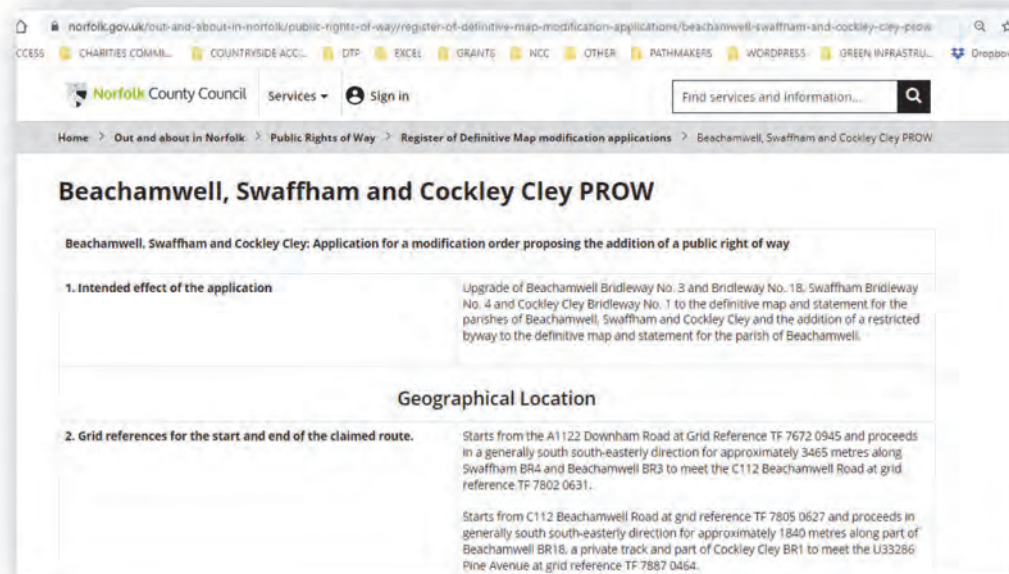 norfolk.gov.uk/out-and-about-in-norfolk/public-rights-of-way/register-of-definitive-map-modification-applications/beachamwell-swaffham-and-cockley-cley-prow
CCESS CHARITIES COMMI... COUNTRYSIDE ACC... DTP EXCEL GRANTS NCC OTHER PATHMAKERS WORDPRESS GREEN INFRASTRU... Dropbox
Norfolk County Council Services Sign in Find services and information...
Home > Out and about in Norfolk > Public Rights of Way > Register of Definitive Map modification applications > Beachamwell, Swaffham and Cockley Cley PROW
Beachamwell, Swaffham and Cockley Cley PROW
Beachamwell, Swaffham and Cockley Cley: Application for a modification order proposing the addition of a public right of way
1. Intended effect of the application
Upgrade of Beachamwell Bridleway No. 3 and Bridleway No. 18, Swaffham Bridleway
No. 4 and Cockley Cley Bridleway No. 1 to the definitive map and statement for the
parishes of Beachamwell, Swaffham and Cockley Cley and the addition of a restricted
byway to the definitive map and statement for the parish of Beachamwell.
Geographical Location
2. Grid references for the start and end of the claimed route.
Starts from the A1122 Downham Road at Grid Reference TF 7672 0945 and proceeds
in a generally south south-easterly direction for approximately 3465 metres along
Swaffham BR4 and Beachamwell BR3 to meet the C112 Beachamwell Road at grid
reference TF 7802 0631.
Starts from C112 Beachamwell Road at grid reference TF 7805 0627 and proceeds in
generally south south-easterly direction for approximately 1840 metres along part of
Beachamwell BR18, a private track and part of Cockley Cley BR1 to meet the U33286
Pine Avenue at grid reference TF 7887 0464.